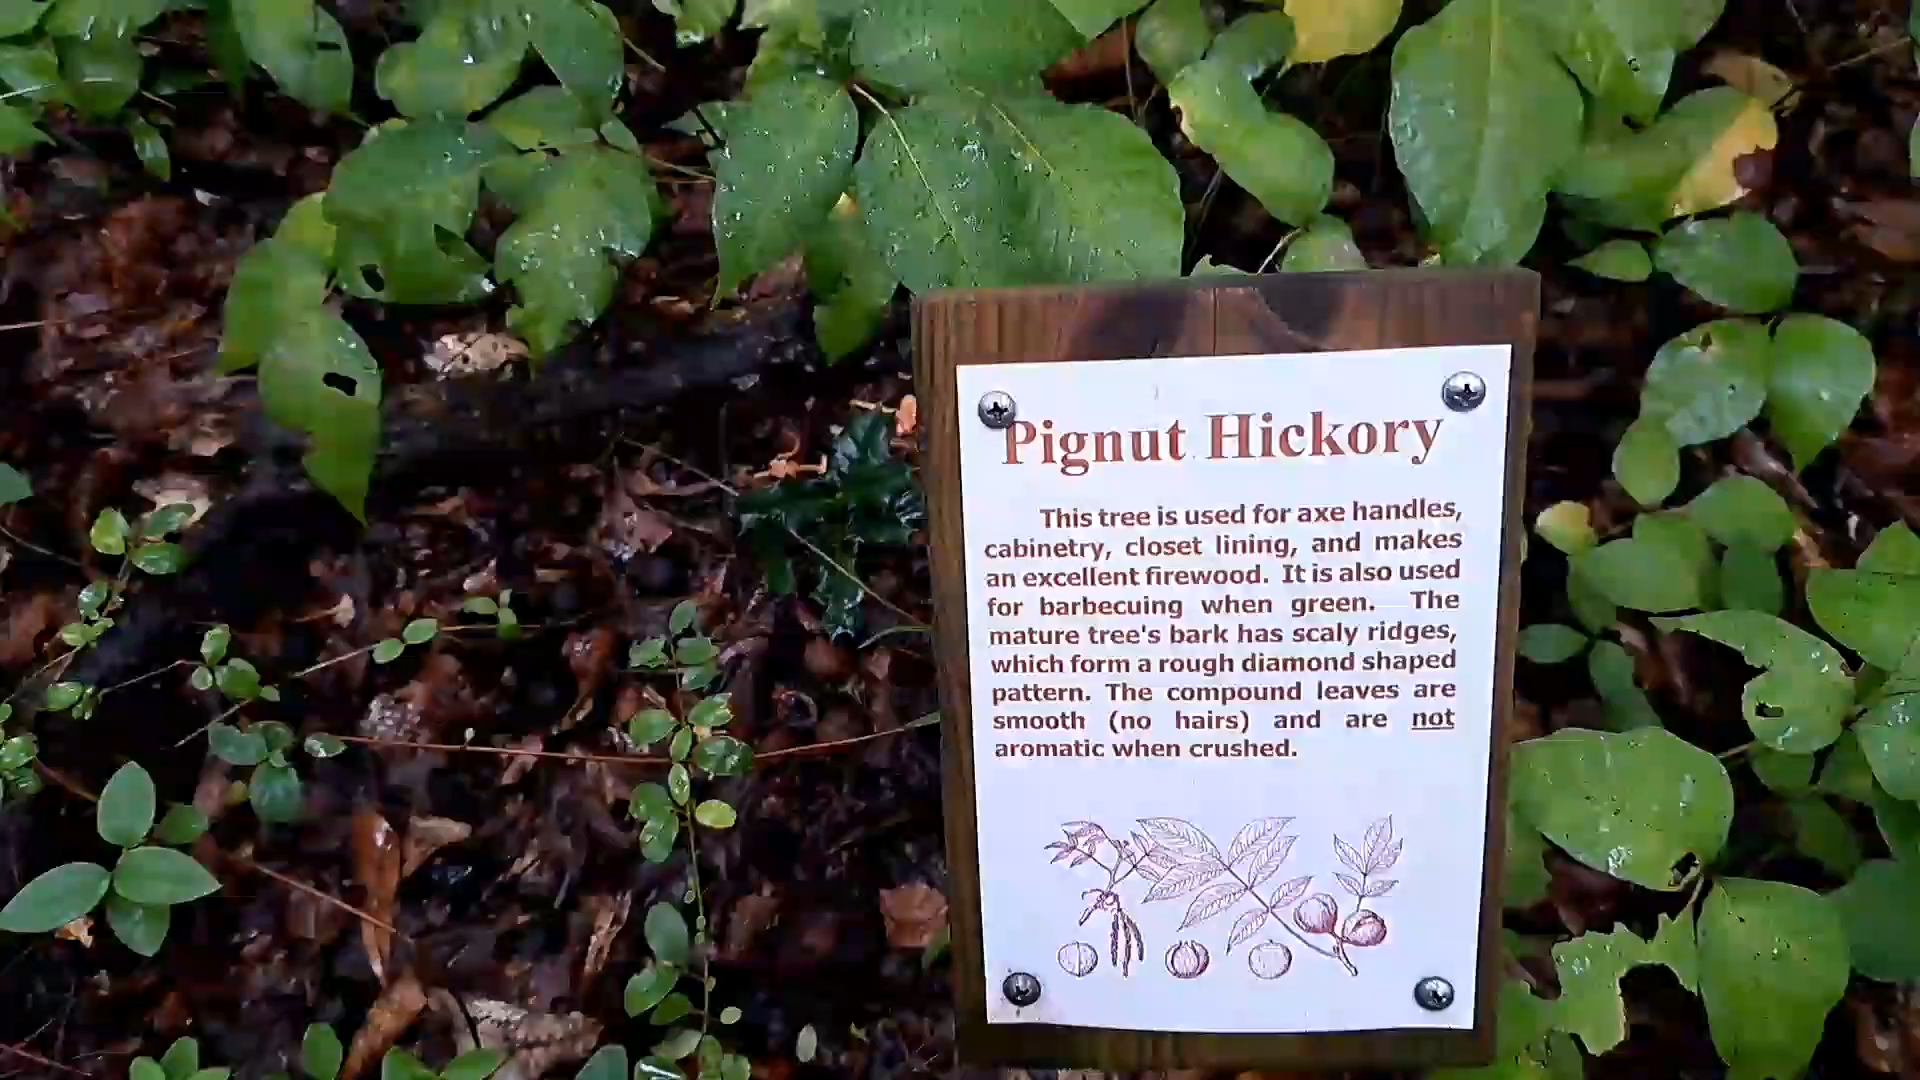 Pignut Hickory
This tree is used for axe handles,
cabinetry, closet lining, and makes
an excellent firewood. It is also used
for barbecuing when green. The
mature tree's bark has scaly ridges,
which form a rough diamond shaped
pattern. The compound leaves are
smooth (no hairs) and are not
aromatic when crushed.